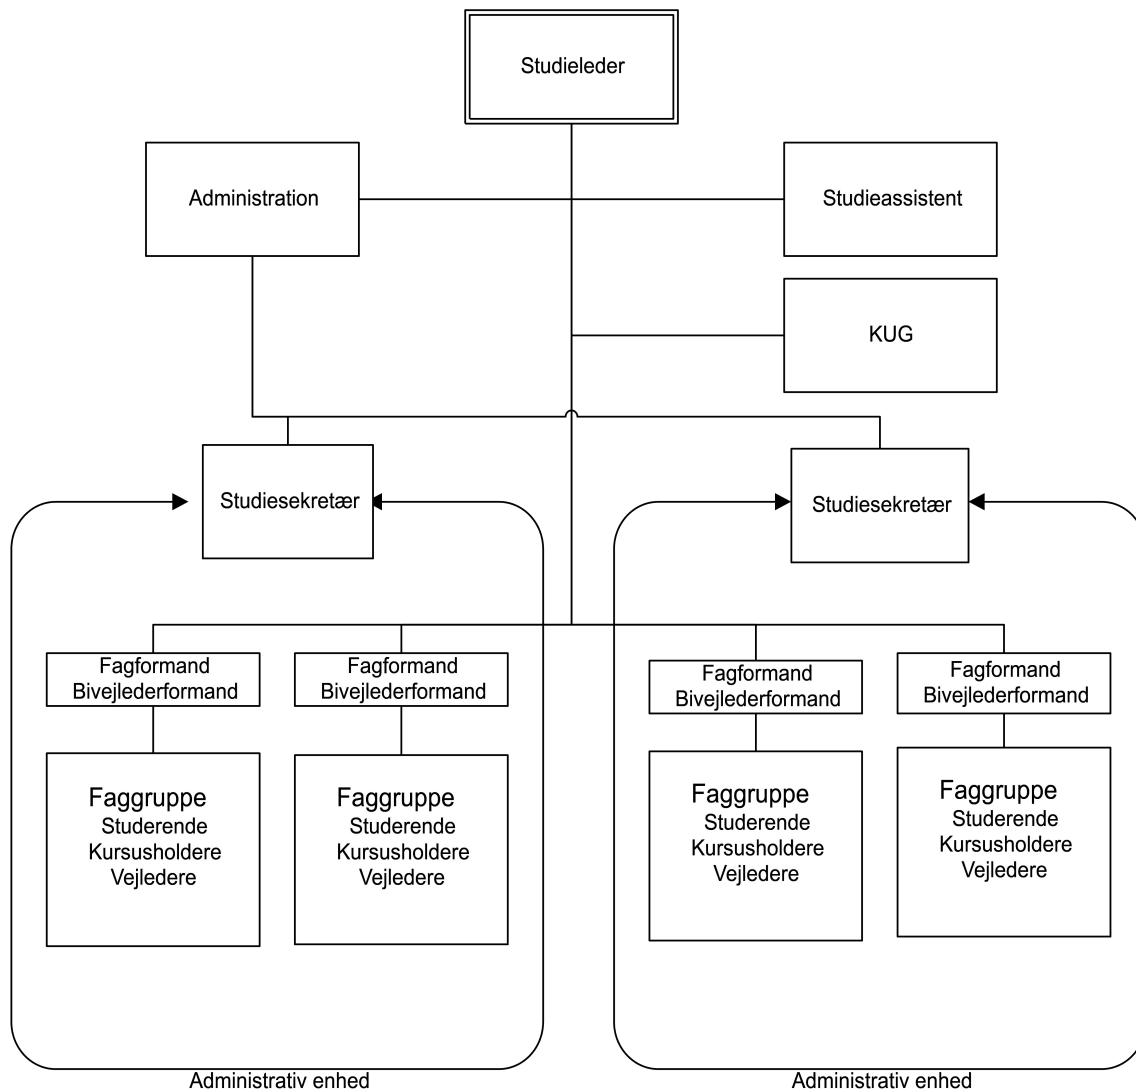 Studieleder
Administration
Studieassistent
KUG
Studiesekretær
Studiesekretær
Fagformand
Bivejlederformand
Fagformand
Bivejlederformand
Fagformand
Bivejlederformand
Fagformand
Bivejlederformand
Faggruppe
Studerende
Kursusholdere
Vejledere
Faggruppe
Studerende
Kursusholdere
Vejledere
Faggruppe
Studerende
Kursusholdere
Vejledere
Faggruppe
Studerende
Kursusholdere
Vejledere
Administrativ enhed
Administrativ enhed